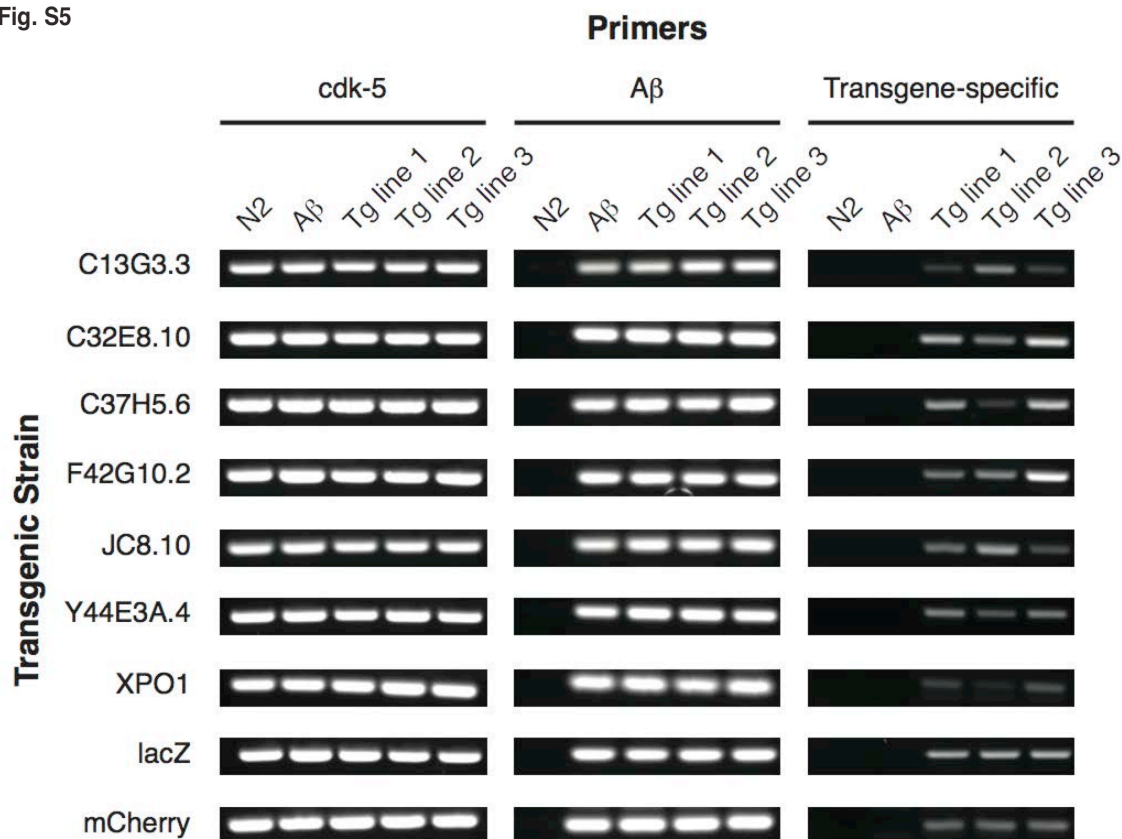 Fig. S5
Primers
cdk-5 Aβ Transgene-specific
N2 Aβ Tg line 1 Tg line 2 Tg line 3 N2 Aβ Tg line 1 Tg line 2 Tg line 3 N2 Aβ Tg line 1 Tg line 2 Tg line 3
Transgenic Strain
C13G3.3
C32E8.10
C37H5.6
F42G10.2
JC8.10
Y44E3A.4
XPO1
lacZ
mCherry